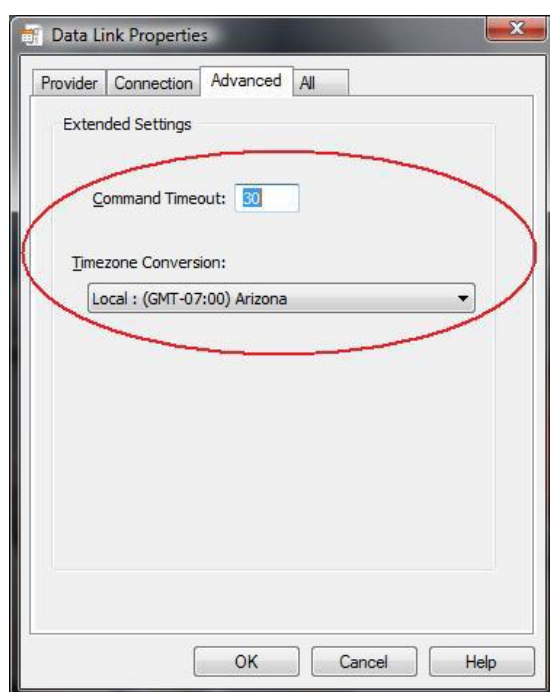 Data Link Properties
Provider Connection Advanced All
Extended Settings
Command Timeout: 30
Timezone Conversion:
Local : (GMT-07:00) Arizona
OK Cancel Help